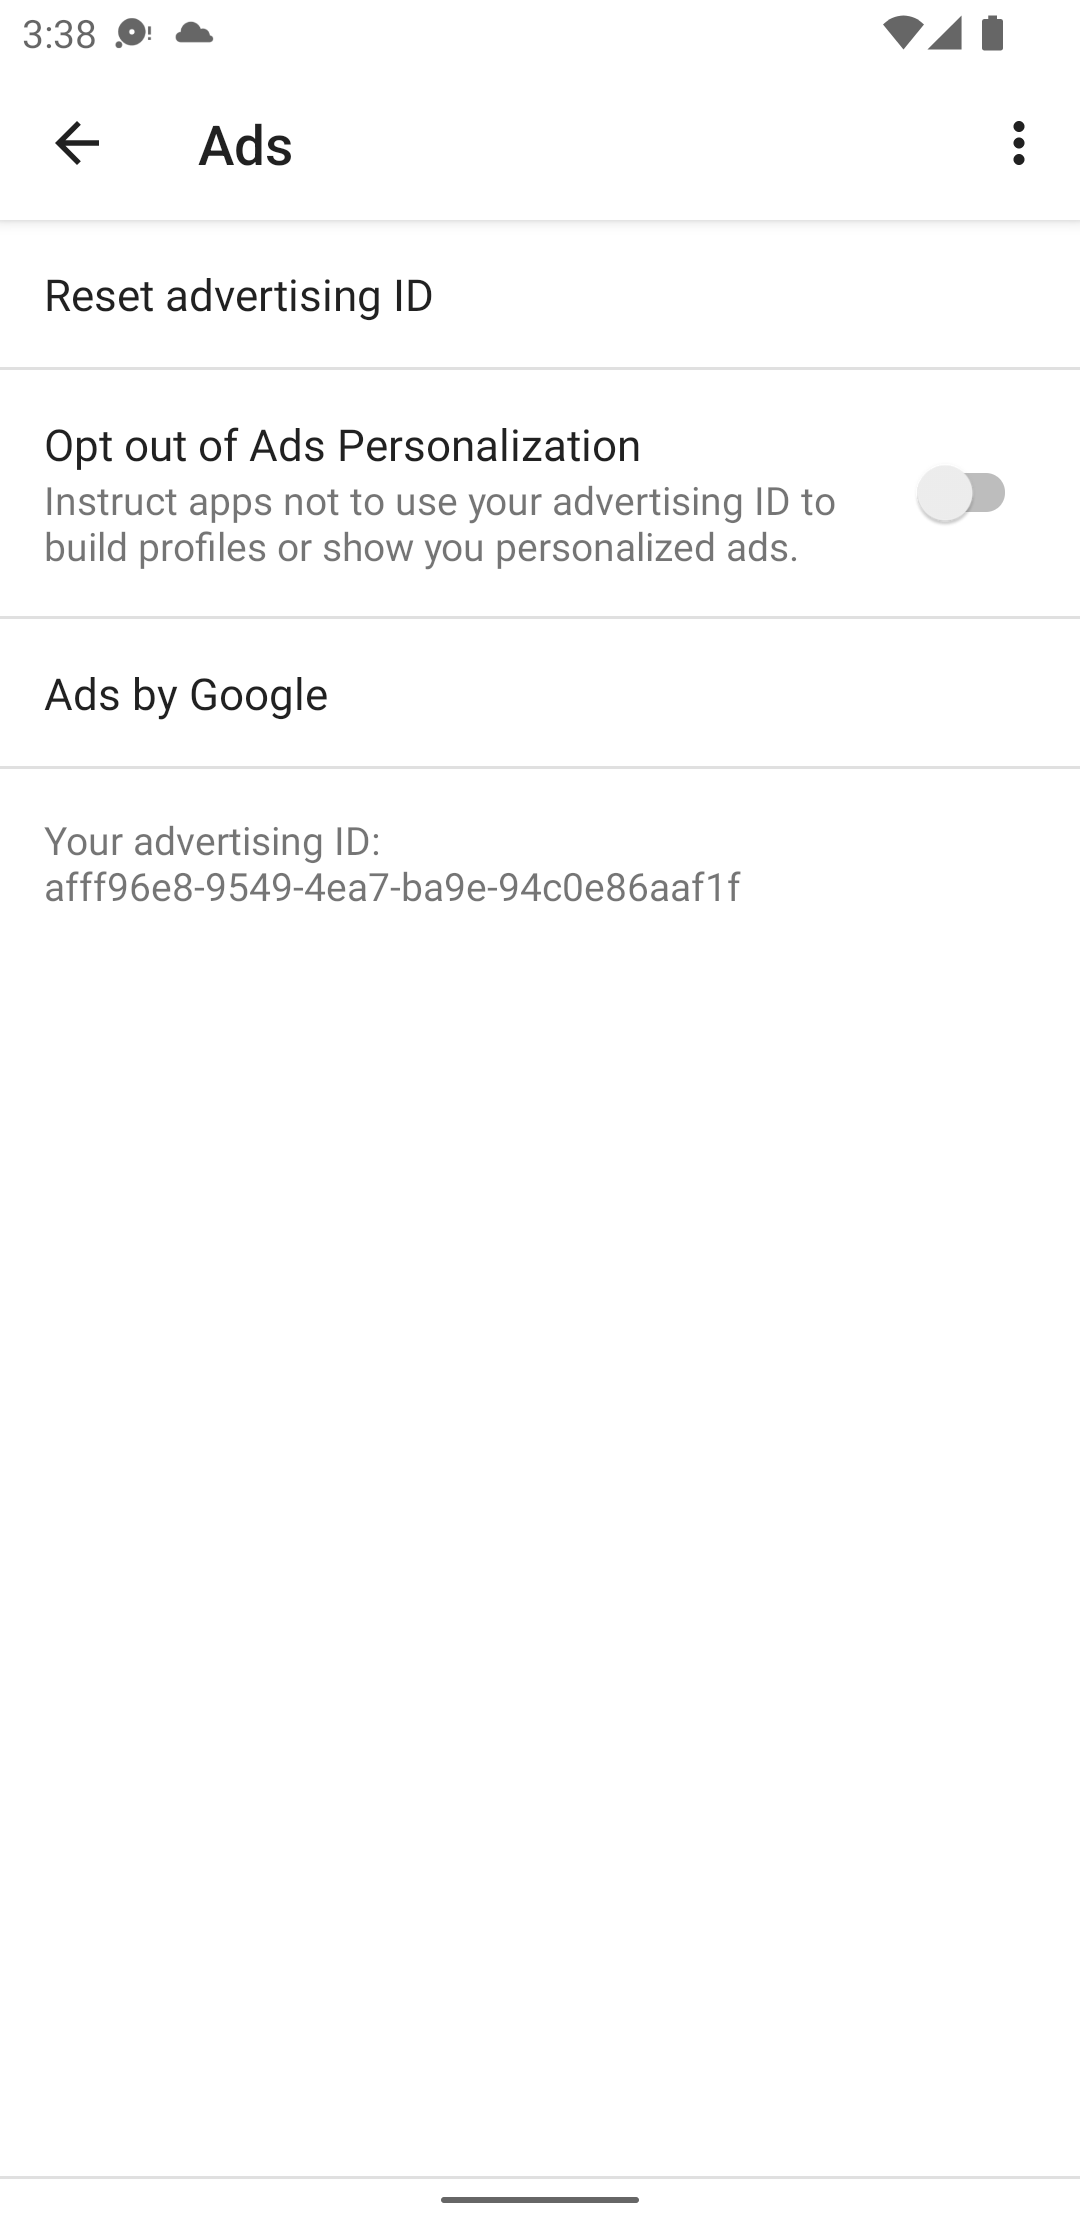 3:38
Ads
Reset advertising ID
Opt out of Ads Personalization
Instruct apps not to use your advertising ID to
build profiles or show you personalized ads.
Ads by Google
Your advertising ID:
afff96e8-9549-4ea7-ba9e-94c0e86aaf1f